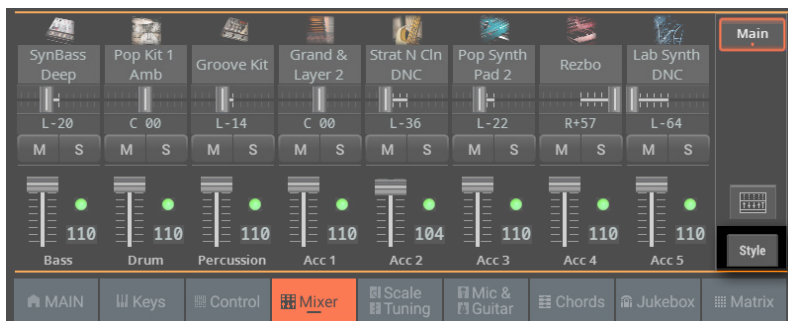 Main
SynBass Deep
Pop Kit 1 Amb
Groove Kit
Grand & Layer 2
Strat N Cln DNC
Pop Synth Pad 2
Rezbo
Lab Synth DNC
L-20
C 00
L-14
C 00
L-36
L-22
R+57
L-64
M S
M S
M S
M S
M S
M S
M S
M S
110
110
110
110
104
110
110
110
Bass
Drum
Percussion
Acc 1
Acc 2
Acc 3
Acc 4
Acc 5
Style
MAIN
Keys
Control
Mixer
Scale Tuning
Mic & Guitar
Chords
Jukebox
Matrix